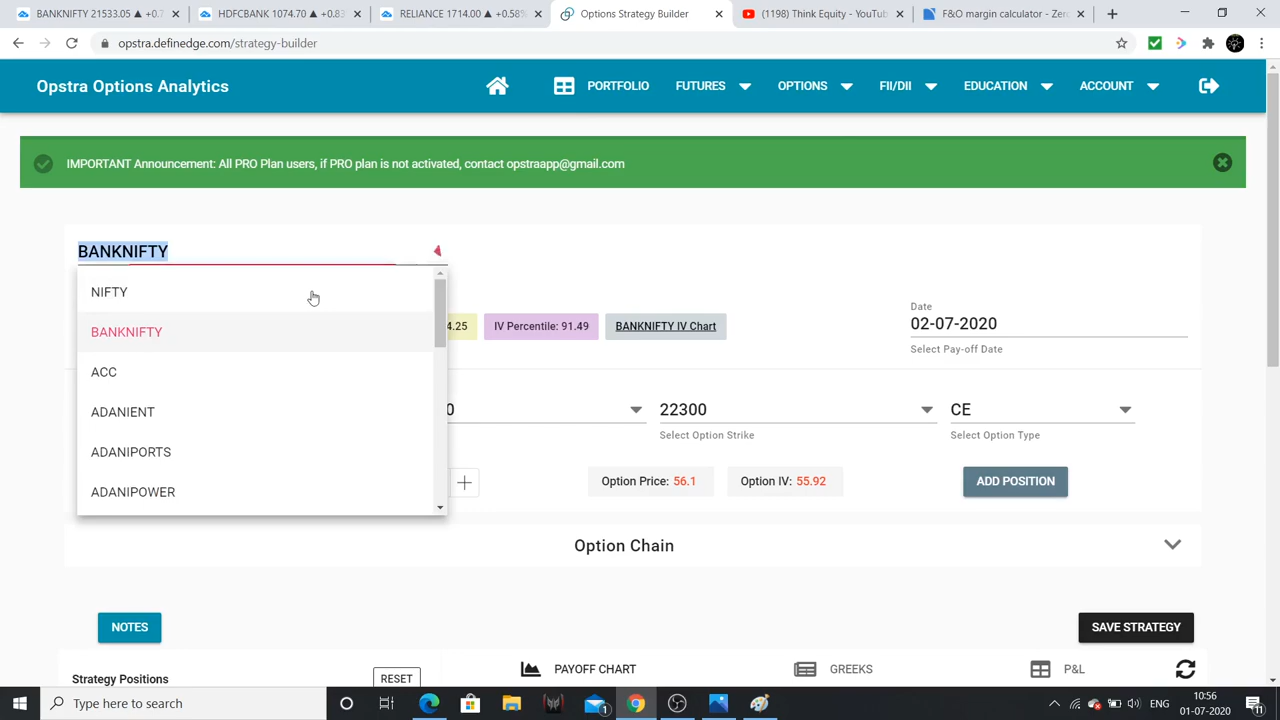 BANKNIFTY 21533.05 ▲ +0.7
HDFCBANK 1074.70 ▲ +0.8
RELIANCE 1714.00 ▲ +0.58%
Options Strategy Builder
(1198) Think Equity - YouTub
F&O margin calculator - Zer
opstra.definedge.com/strategy-builder
Opstra Options Analytics
PORTFOLIO
FUTURES
OPTIONS
FII/DII
EDUCATION
ACCOUNT
IMPORTANT Announcement: All PRO Plan users, if PRO plan is not activated, contact opstraapp@gmail.com
BANKNIFTY
NIFTY
BANKNIFTY
ACC
ADANIENT
ADANIPORTS
ADANIPOWER
4.25
IV Percentile: 91.49
BANKNIFTY IV Chart
Date
02-07-2020
Select Pay-off Date
0
22300
Select Option Strike
CE
Select Option Type
Option Price: 56.1
Option IV: 55.92
ADD POSITION
Option Chain
NOTES
SAVE STRATEGY
Strategy Positions
RESET
PAYOFF CHART
GREEKS
P&L
Type here to search
1
ENG
10:56
01-07-2020
11